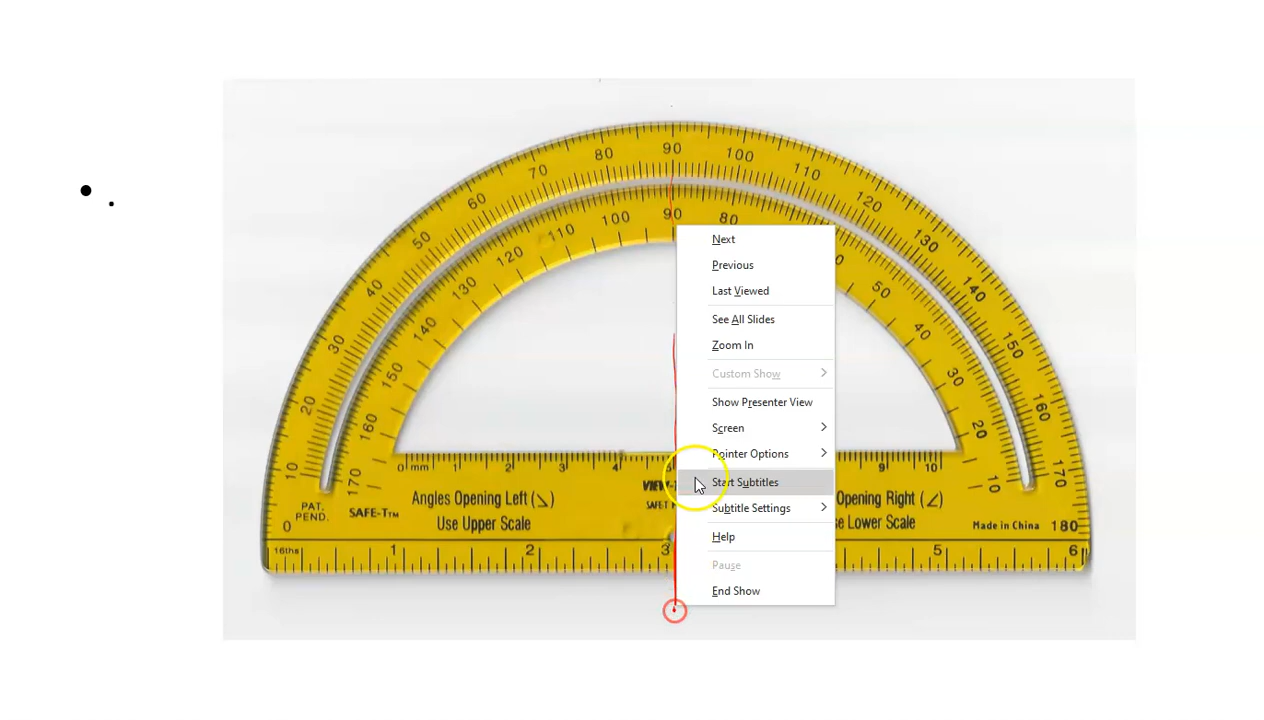 90
80
100
70
110
60
120
50
130
40
140
30
150
20
160
10
170
0
180
90
100
80
110
120
130
50
140
40
150
30
160
20
170
10
Next
Previous
Last Viewed
See All Slides
Zoom In
Custom Show
Show Presenter View
Screen
Pointer Options
Start Subtitles
Subtitle Settings
Help
Pause
End Show
0 mm 1 2 3 4 9 10
Angles Opening Left
Use Upper Scale
Opening Right
Lower Scale
PAT.
PEND.
SAFE-T™
Made in China
16ths 1 2 3 5 6